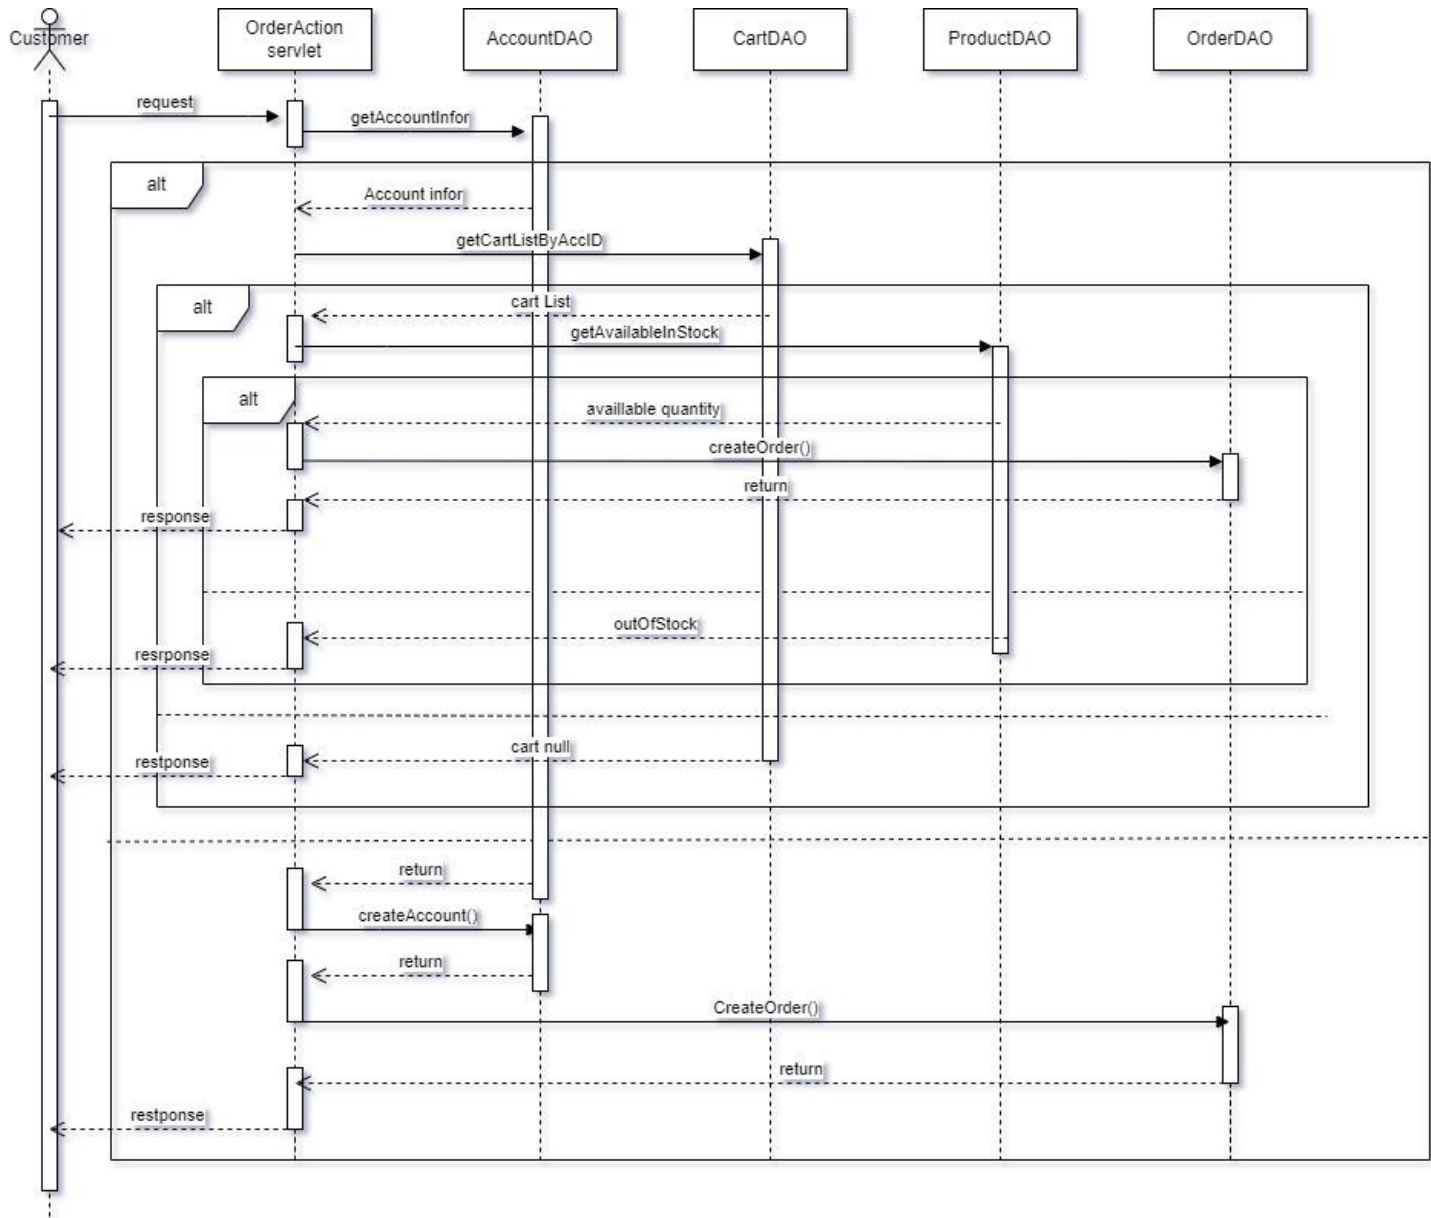 Customer
OrderAction
servlet
AccountDAO
CartDAO
ProductDAO
OrderDAO
request
getAccountInfor
alt
Account infor
getCartListByAccID
alt
cart List
getAvailableInStock
alt
availlable quantity
createOrder()
return
response
outOfStock
resrponse
cart null
restponse
return
createAccount()
return
CreateOrder()
return
restponse